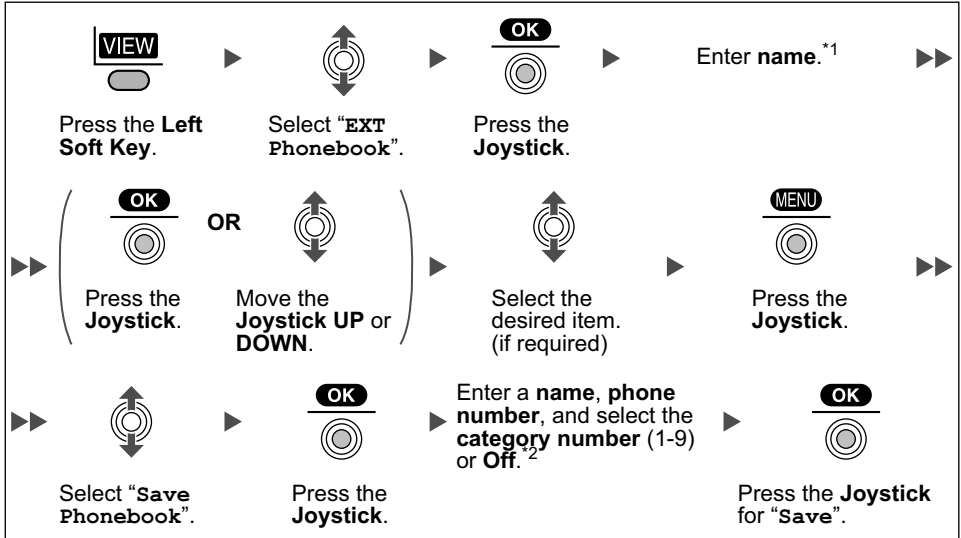 VIEW
OK
Enter name.*1
Press the Left
Soft Key.
Select “EXT
Phonebook”.
Press the
Joystick.
OK
OR
MENU
Press the
Joystick.
Move the
Joystick UP or
DOWN.
Select the
desired item.
(if required)
Press the
Joystick.
OK
Enter a name, phone
number, and select the
category number (1-9)
or Off.*2
OK
Select “Save
Phonebook”.
Press the
Joystick.
Press the Joystick
for “Save”.